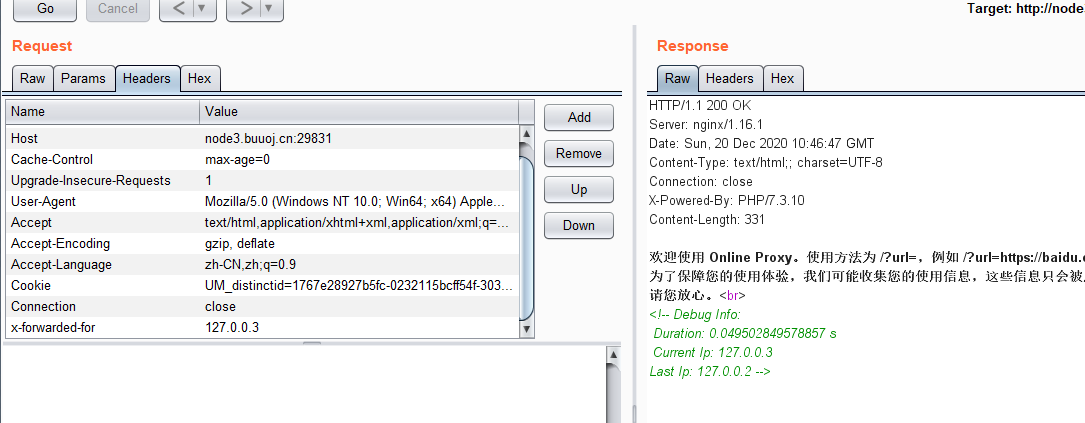 Go
Cancel
<
>
Target: http://node
Request
Response
Raw
Params
Headers
Hex
Raw
Headers
Hex
Name Value
Host node3.buuoj.cn:29831
Cache-Control max-age=0
Upgrade-Insecure-Requests 1
User-Agent Mozilla/5.0 (Windows NT 10.0; Win64; x64) Apple...
Accept text/html,application/xhtml+xml,application/xml;q=...
Accept-Encoding gzip, deflate
Accept-Language zh-CN,zh;q=0.9
Cookie UM_distinctid=1767e28927b5fc-0232115bcff54f-303...
Connection close
x-forwarded-for 127.0.0.3
Add
Remove
Up
Down
HTTP/1.1 200 OK
Server: nginx/1.16.1
Date: Sun, 20 Dec 2020 10:46:47 GMT
Content-Type: text/html;; charset=UTF-8
Connection: close
X-Powered-By: PHP/7.3.10
Content-Length: 331
欢迎使用 Online Proxy。使用方法为 /?url=，例如 /?url=https://baidu.
为了保障您的使用体验，我们可能收集您的使用信息，这些信息只会被
请您放心。<br>
<!-- Debug Info:
Duration: 0.049502849578857 s
Current Ip: 127.0.0.3
Last Ip: 127.0.0.2 -->